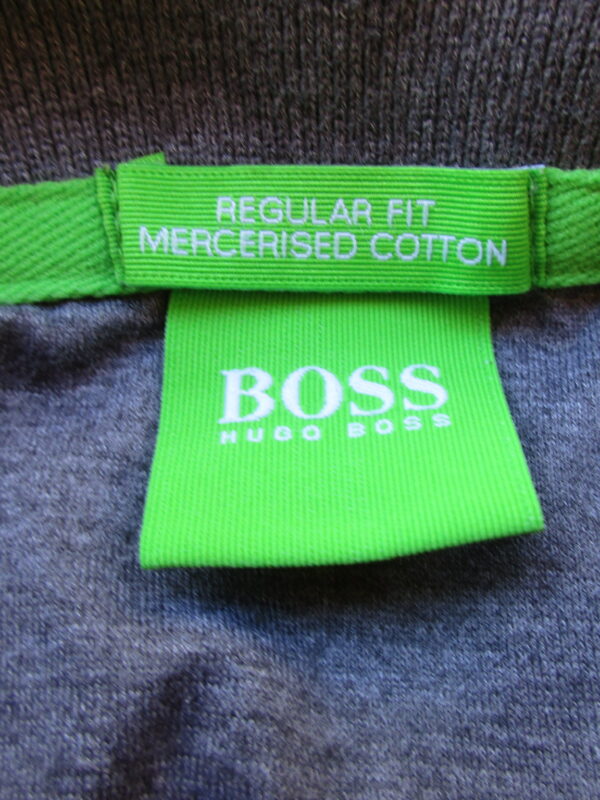 REGULAR FIT
MERCERISED COTTON
BOSS
HUGO BOSS